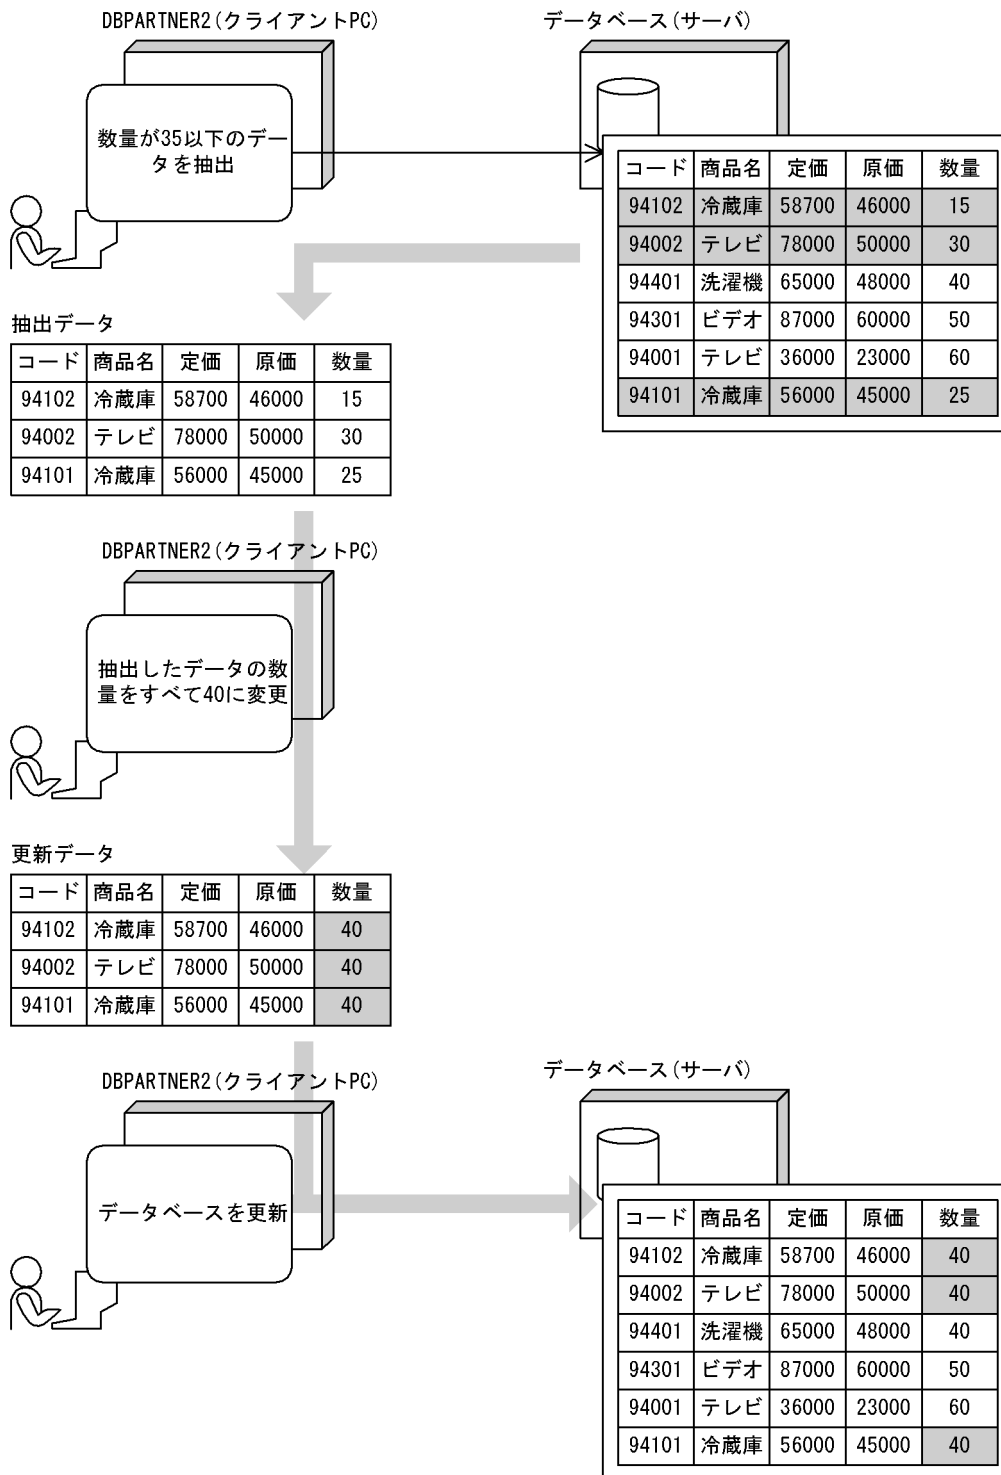 DBPARTNER2(クライアントPC)
データベース(サーバ)
数量が35以下のデー
タを抽出
コード 商品名 定価 原価 数量
94102 冷蔵庫 58700 46000 15
94002 テレビ 78000 50000 30
94401 洗濯機 65000 48000 40
94301 ビデオ 87000 60000 50
94001 テレビ 36000 23000 60
94101 冷蔵庫 56000 45000 25
抽出データ
コード 商品名 定価 原価 数量
94102 冷蔵庫 58700 46000 15
94002 テレビ 78000 50000 30
94101 冷蔵庫 56000 45000 25
DBPARTNER2(クライアントPC)
抽出したデータの数
量をすべて40に変更
更新データ
コード 商品名 定価 原価 数量
94102 冷蔵庫 58700 46000 40
94002 テレビ 78000 50000 40
94101 冷蔵庫 56000 45000 40
DBPARTNER2(クライアントPC)
データベース(サーバ)
データベースを更新
コード 商品名 定価 原価 数量
94102 冷蔵庫 58700 46000 40
94002 テレビ 78000 50000 40
94401 洗濯機 65000 48000 40
94301 ビデオ 87000 60000 50
94001 テレビ 36000 23000 60
94101 冷蔵庫 56000 45000 40